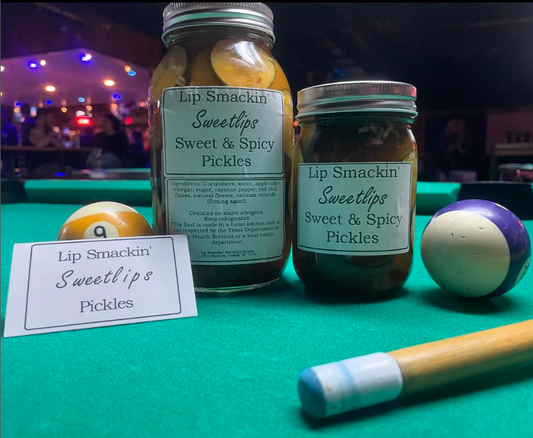 Lip Smackin'
Sweetlips
Sweet & Spicy
Pickles
Ingredients: Cucumbers, water, apple cider
vinegar, sugar, cayenne pepper, red chili
flakes, natural flavors, calcium chloride
(firming agent)
Contains no major allergens.
Keep refrigerated.
This food is made in a home kitchen and is
inspected by the Texas Department of
Health Services or a local health
department.
Lip Smackin'
Sweetlips
Sweet & Spicy
Pickles
9
Lip Smackin'
Sweetlips
Pickles